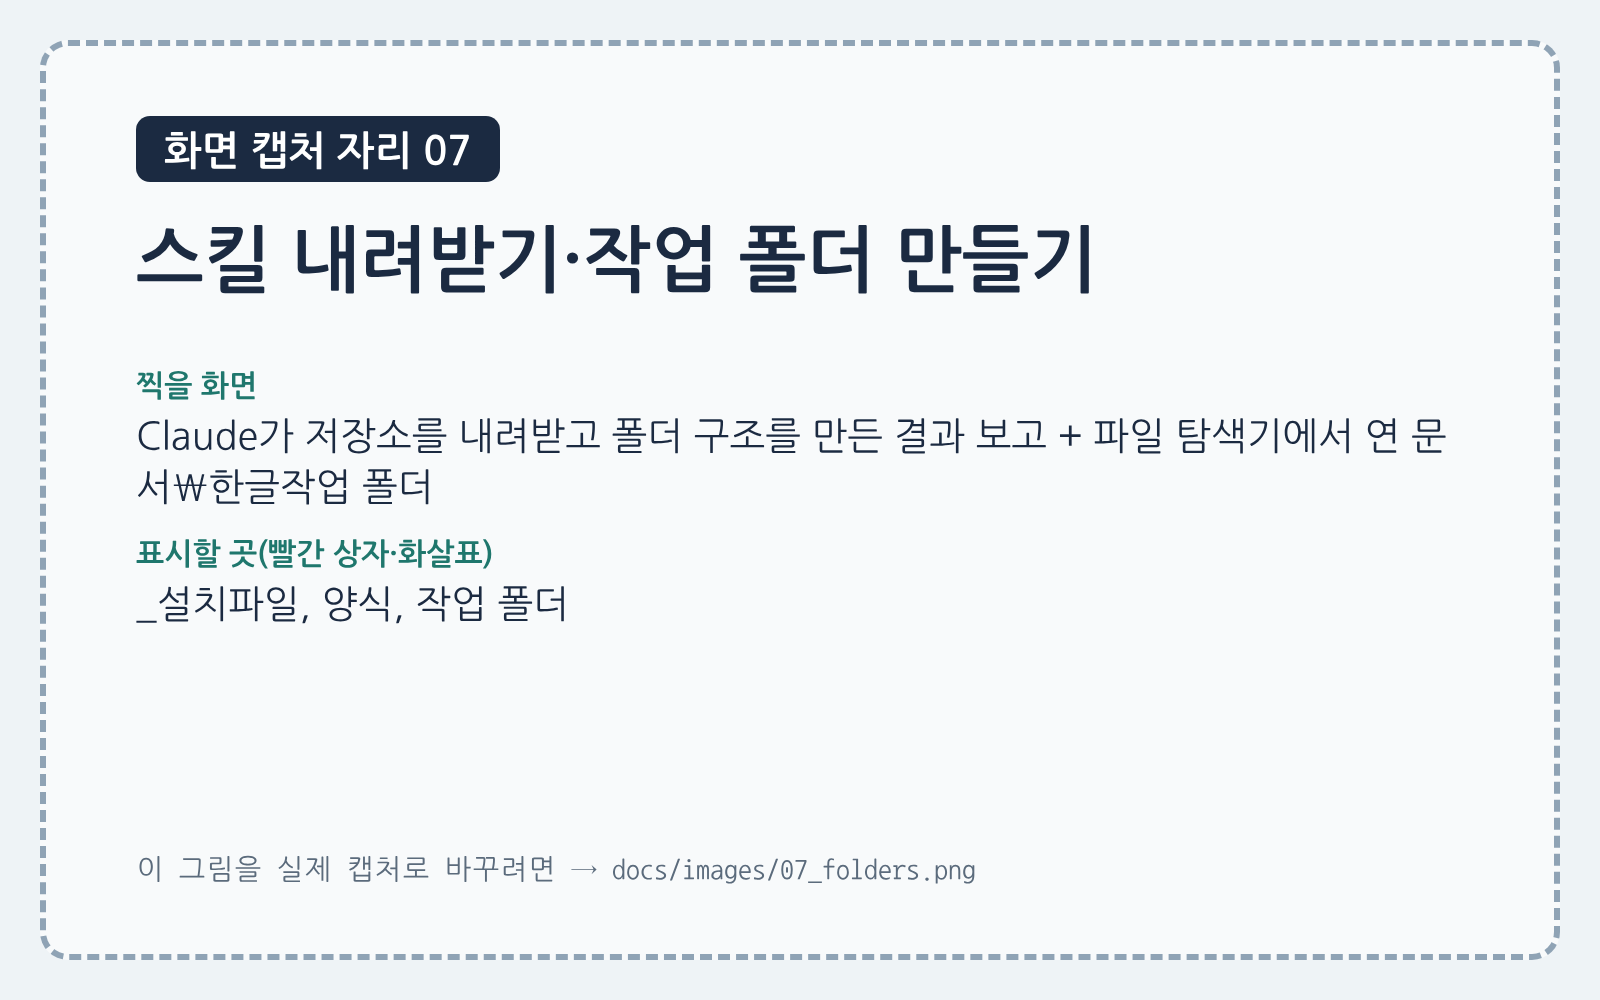 화면 캡처 자리 07
스킬 내려받기·작업 폴더 만들기
찍을 화면
Claude가 저장소를 내려받고 폴더 구조를 만든 결과 보고 + 파일 탐색기에서 연 문
서₩한글작업 폴더
표시할 곳(빨간 상자·화살표)
_설치파일, 양식, 작업 폴더
이 그림을 실제 캡처로 바꾸려면 → docs/images/07_folders.png